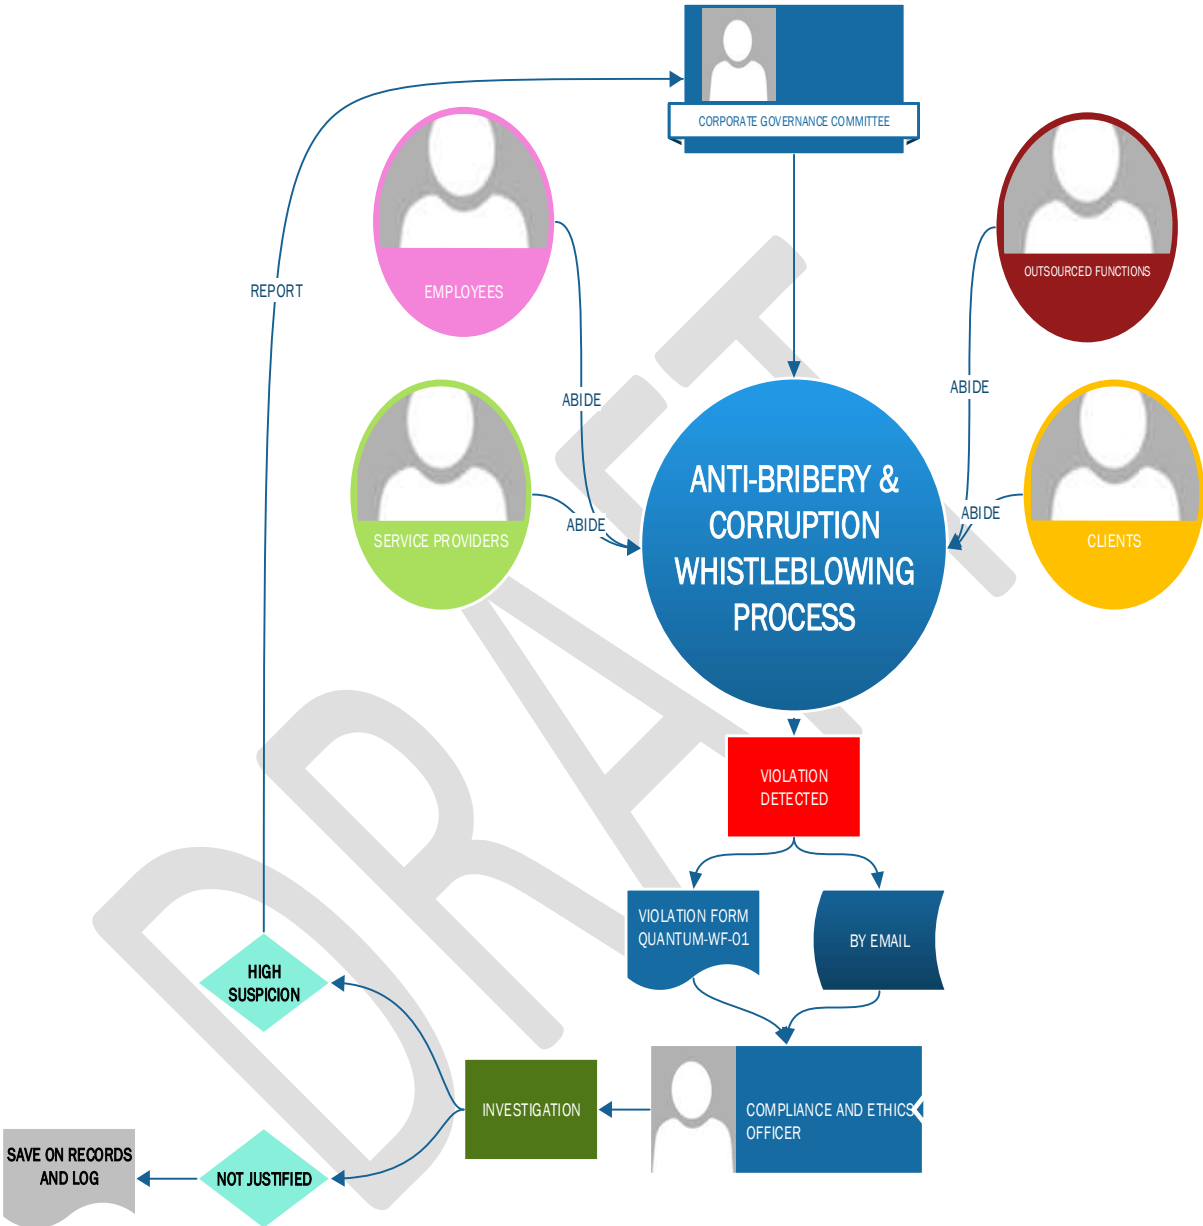 CORPORATE GOVERNANCE COMMITTEE
REPORT
EMPLOYEES
OUTSOURCED FUNCTIONS
ABIDE
ABIDE
SERVICE PROVIDERS
ABIDE
ANTI-BRIBERY &
CORRUPTION
WHISTLEBLOWING
PROCESS
ABIDE
CLIENTS
DRAFT
VIOLATION
DETECTED
VIOLATION FORM
QUANTUM-WF-01
BY EMAIL
COMPLIANCE AND ETHICS
OFFICER
INVESTIGATION
HIGH
SUSPICION
NOT JUSTIFIED
SAVE ON RECORDS
AND LOG